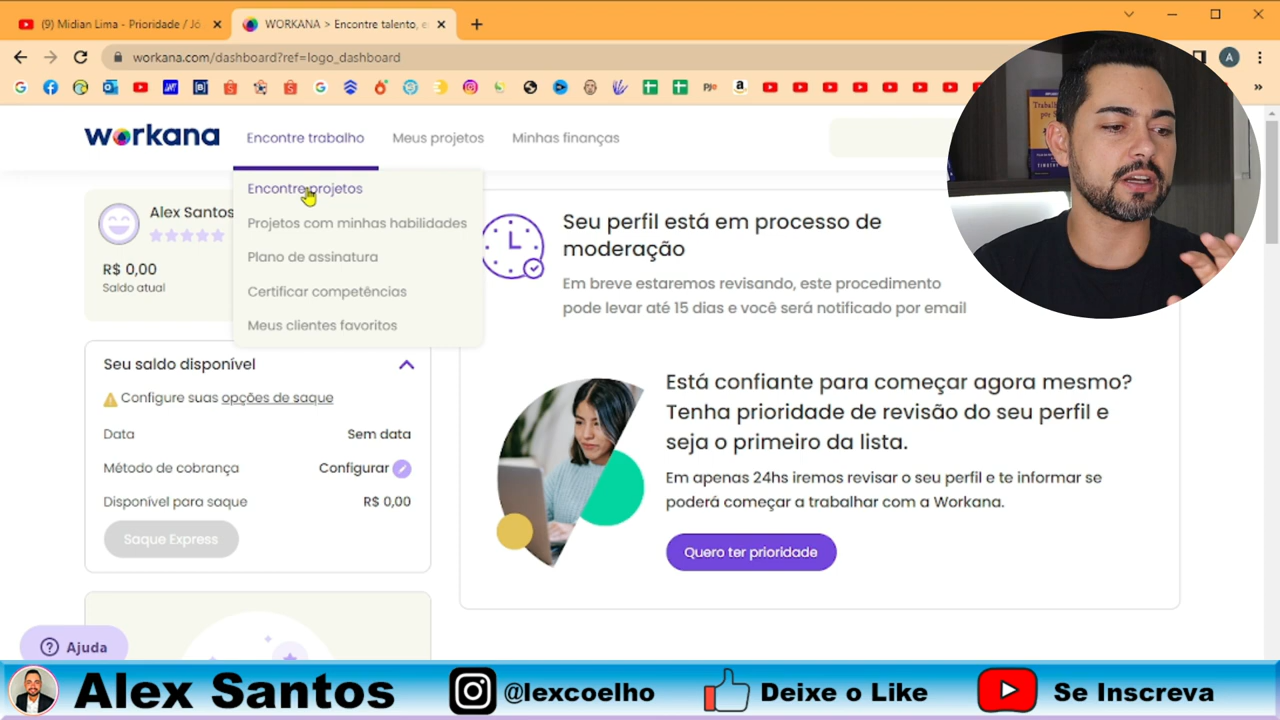 (9) Midian Lima - Prioridade / Jó
WORKANA > Encontre talento, e
workana.com/dashboard?ref=logo_dashboard
A
workana
Encontre trabalho
Meus projetos
Minhas finanças
Encontre projetos
Projetos com minhas habilidades
Plano de assinatura
Certificar competências
Meus clientes favoritos
Alex Santos
R$ 0,00
Saldo atual
Seu saldo disponível
Configure suas opções de saque
Data
Sem data
Método de cobrança
Configurar
Disponível para saque
R$ 0,00
Saque Express
Ajuda
Seu perfil está em processo de
moderação
Em breve estaremos revisando, este procedimento
pode levar até 15 dias e você será notificado por email
Está confiante para começar agora mesmo?
Tenha prioridade de revisão do seu perfil e
seja o primeiro da lista.
Em apenas 24hs iremos revisar o seu perfil e te informar se
poderá começar a trabalhar com a Workana.
Quero ter prioridade
Alex Santos
@lexcoelho
Deixe o Like
Se Inscreva